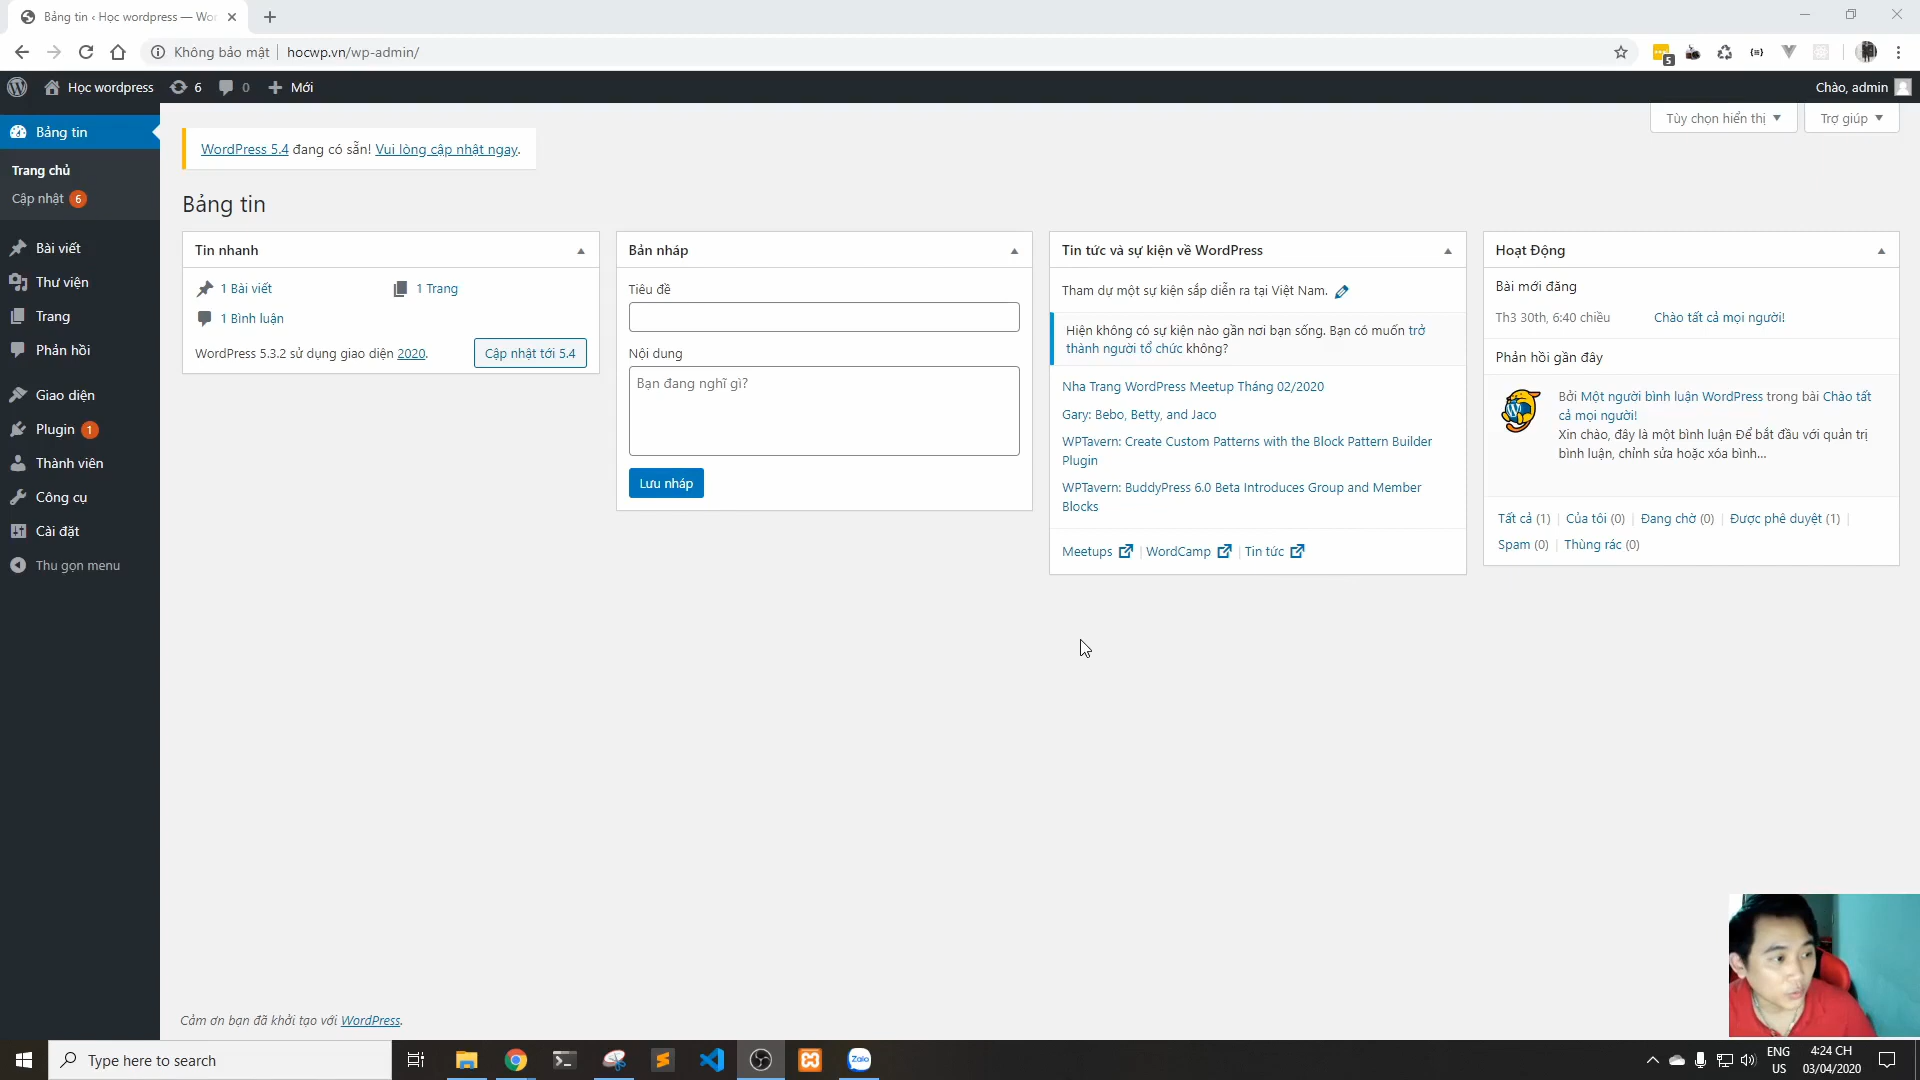 Bảng tin ‹ Học wordpress — Wor
Không bảo mật
hocwp.vn/wp-admin/
5
Học wordpress
6
0
Mới
Chào, admin
Bảng tin
Trang chủ
Cập nhật 6
Bài viết
Thư viện
Trang
Phản hồi
Giao diện
Plugin 1
Thành viên
Công cụ
Cài đặt
Thu gọn menu
Tùy chọn hiển thị
Trợ giúp
WordPress 5.4 đang có sẵn! Vui lòng cập nhật ngay.
Bảng tin
Tin nhanh
1 Bài viết
1 Trang
1 Bình luận
WordPress 5.3.2 sử dụng giao diện 2020.
Cập nhật tới 5.4
Bản nháp
Tiêu đề
Nội dung
Bạn đang nghĩ gì?
Lưu nháp
Tin tức và sự kiện về WordPress
Tham dự một sự kiện sắp diễn ra tại Việt Nam.
Hiện không có sự kiện nào gần nơi bạn sống. Bạn có muốn trở
thành người tổ chức không?
Nha Trang WordPress Meetup Tháng 02/2020
Gary: Bebo, Betty, and Jaco
WPTavern: Create Custom Patterns with the Block Pattern Builder
Plugin
WPTavern: BuddyPress 6.0 Beta Introduces Group and Member
Blocks
Meetups | WordCamp | Tin tức
Hoạt Động
Bài mới đăng
Th3 30th, 6:40 chiều
Chào tất cả mọi người!
Phản hồi gần đây
Bởi Một người bình luận WordPress trong bài Chào tất
cả mọi người!
Xin chào, đây là một bình luận Để bắt đầu với quản trị
bình luận, chỉnh sửa hoặc xóa bình…
Tất cả (1) | Của tôi (0) | Đang chờ (0) | Được phê duyệt (1) |
Spam (0) | Thùng rác (0)
Cảm ơn bạn đã khởi tạo với WordPress.
Type here to search
Zalo
ENG
US
4:24 CH
03/04/2020